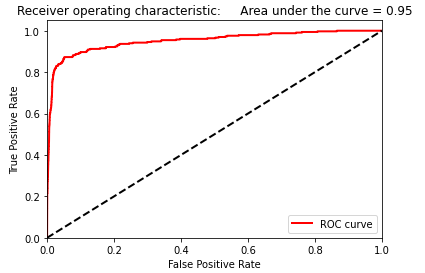 Receiver operating characteristic:      Area under the curve = 0.95
1.0
0.8
0.6
0.4
0.2
0.0
True Positive Rate
ROC curve
0.0 0.2 0.4 0.6 0.8 1.0
False Positive Rate